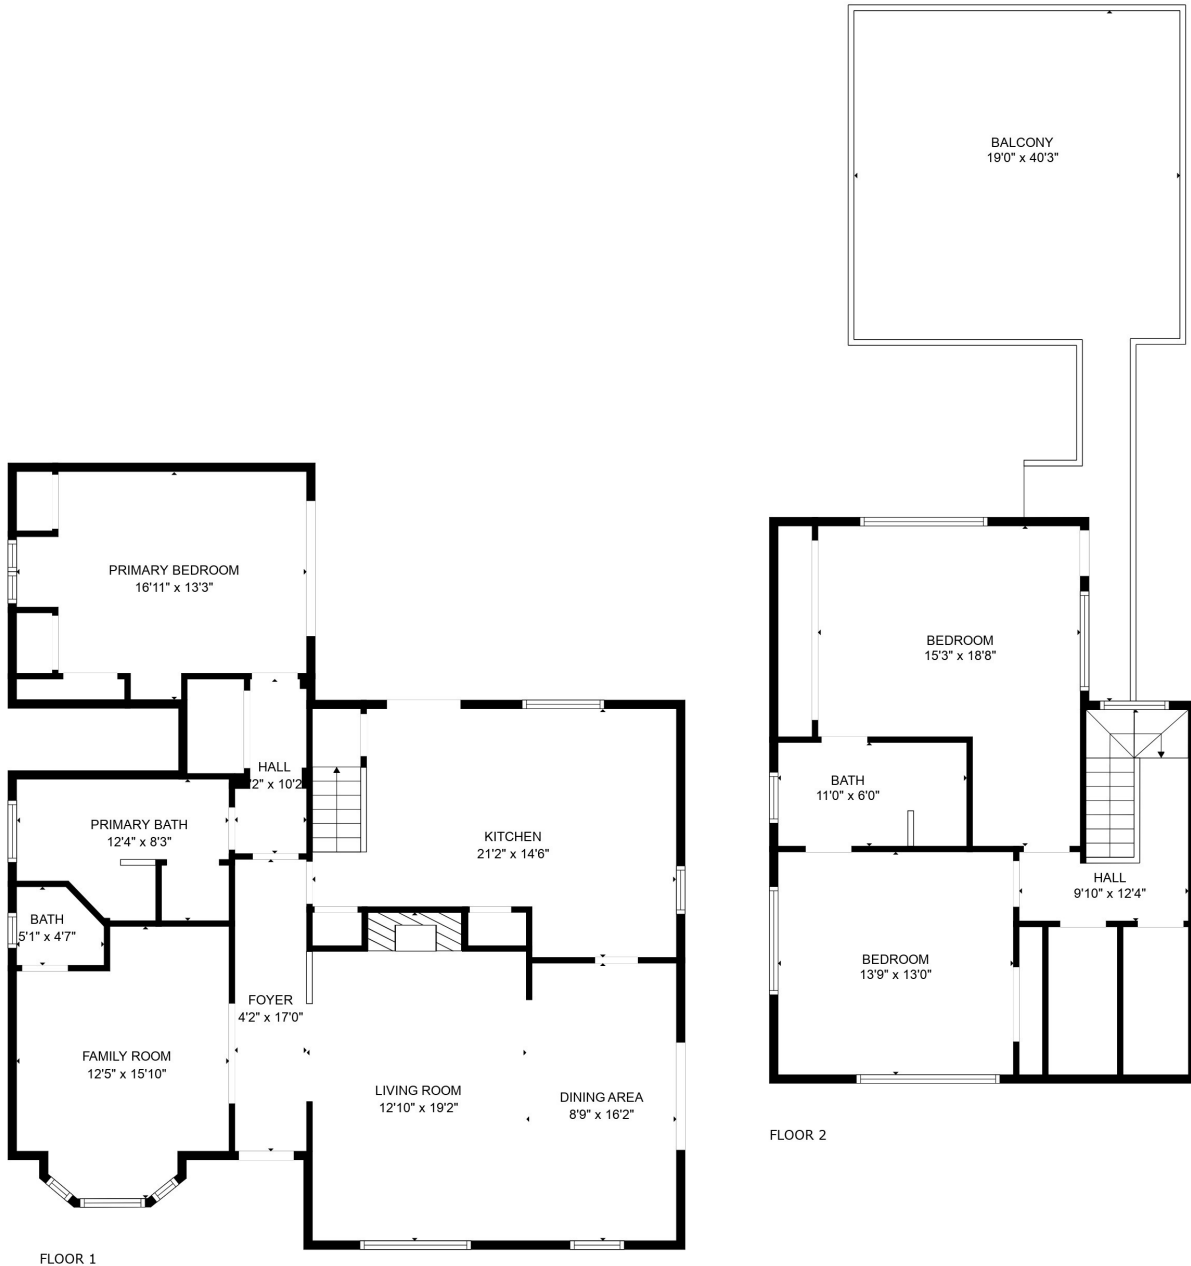 BALCONY
19'0" x 40'3"
PRIMARY BEDROOM
16'11" x 13'3"
HALL
'2" x 10'2
PRIMARY BATH
12'4" x 8'3"
KITCHEN
21'2" x 14'6"
BATH
5'1" x 4'7"
FOYER
4'2" x 17'0"
FAMILY ROOM
12'5" x 15'10"
LIVING ROOM
12'10" x 19'2"
DINING AREA
8'9" x 16'2"
FLOOR 1
BEDROOM
15'3" x 18'8"
BATH
11'0" x 6'0"
HALL
9'10" x 12'4"
BEDROOM
13'9" x 13'0"
FLOOR 2